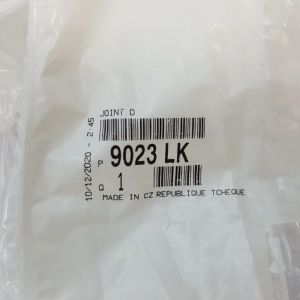 JOINT D
P 9023 LK
Q 1
MADE IN CZ REPUBLIQUE TCHEQUE
10/12/2020 - 2:45